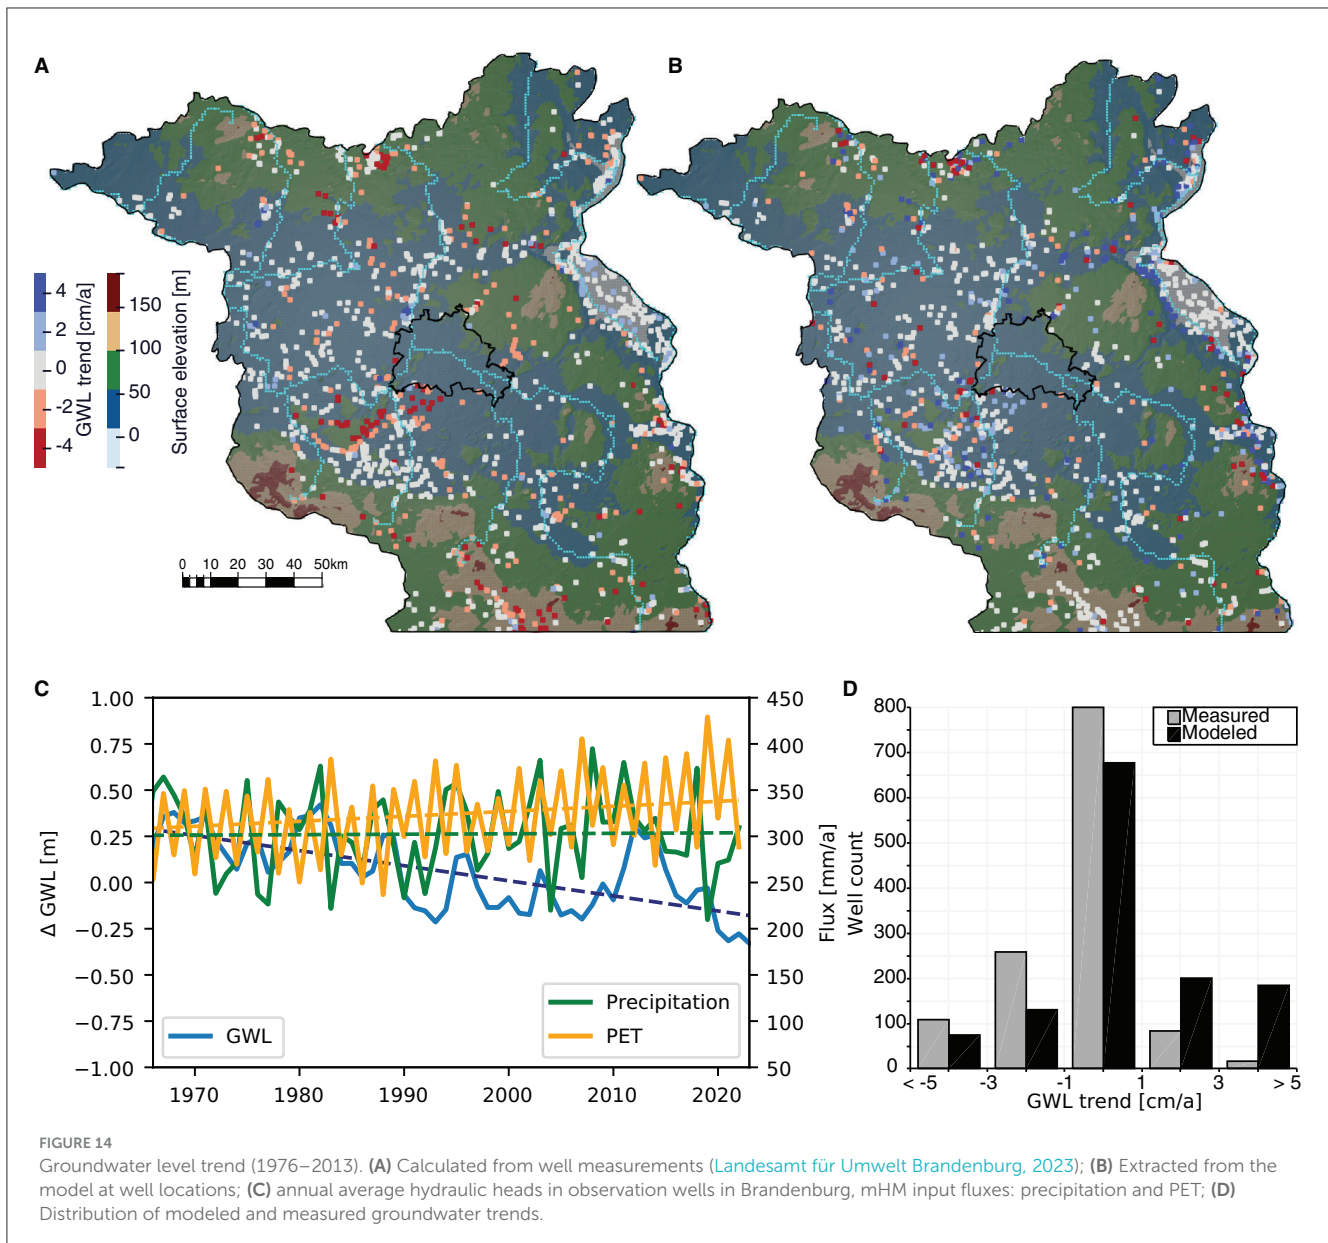 A
B
4
2
0
-2
-4
GWL trend [cm/a]
150
100
50
0
Surface elevation [m]
0 10 20 30 40 50km
C
1.00
0.75
0.50
0.25
0.00
−0.25
−0.50
−0.75
−1.00
Δ GWL [m]
450
400
350
300
250
200
150
100
50
Flux [mm/a]
GWL
Precipitation
PET
1970 1980 1990 2000 2010 2020
D
800
700
600
500
400
300
200
100
0
Well count
Measured
Modeled
< -5 -3 -1 1 3 > 5
GWL trend [cm/a]
FIGURE 14
Groundwater level trend (1976–2013). (A) Calculated from well measurements (Landesamt für Umwelt Brandenburg, 2023); (B) Extracted from the
model at well locations; (C) annual average hydraulic heads in observation wells in Brandenburg, mHM input fluxes: precipitation and PET; (D)
Distribution of modeled and measured groundwater trends.